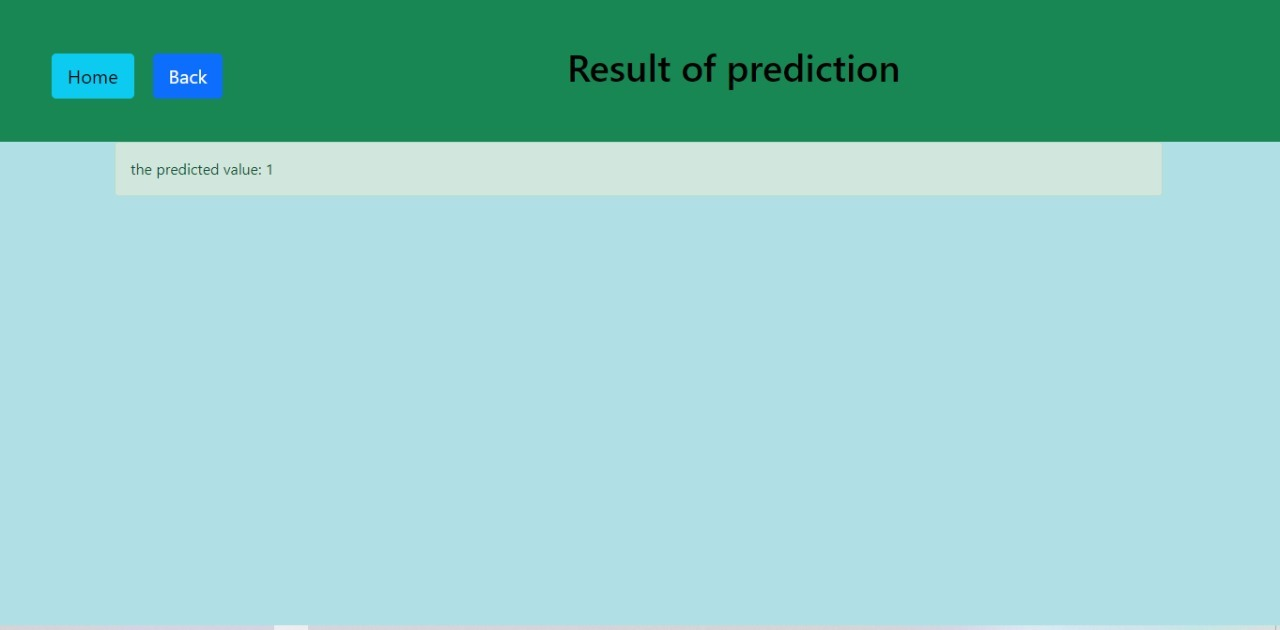 Home
Back
Result of prediction
the predicted value: 1